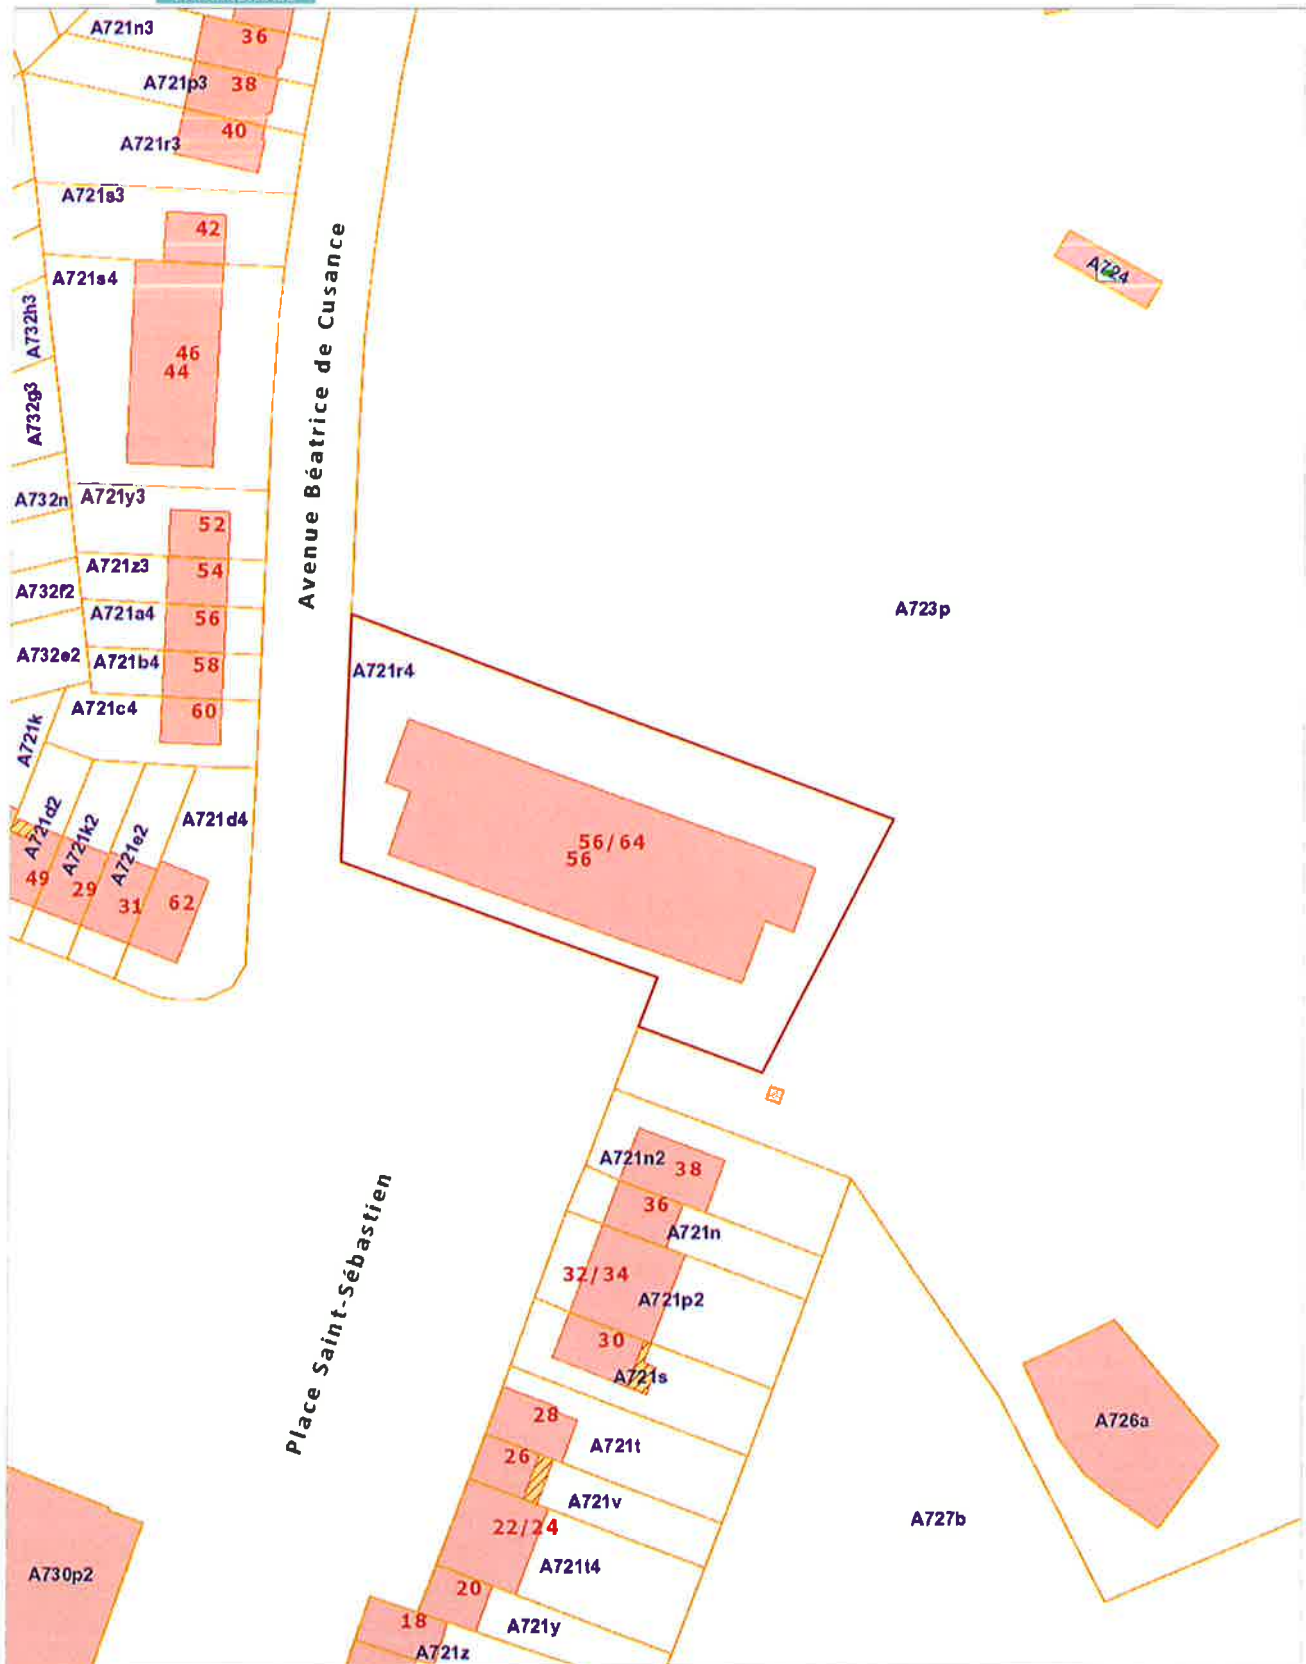 A721n3
36
A721p3
38
40
A721r3
A721s3
42
A721s4
A724
A732h3
46
44
A732g3
Avenue Béatrice de Cusance
A732n
A721y3
52
A721z3
54
A732f2
A721a4
56
A723p
A732e2
A721b4
58
A721r4
A721c4
60
A721k
A721d2
A721k2
A721e2
A721d4
56/64
56
49
29
31
62
A721n2
38
36
A721n
Place Saint-Sébastien
32/34
A721p2
30
A721s
28
A721t
A726a
26
A721v
22/24
A727b
A721t4
A730p2
20
18
A721y
A721z